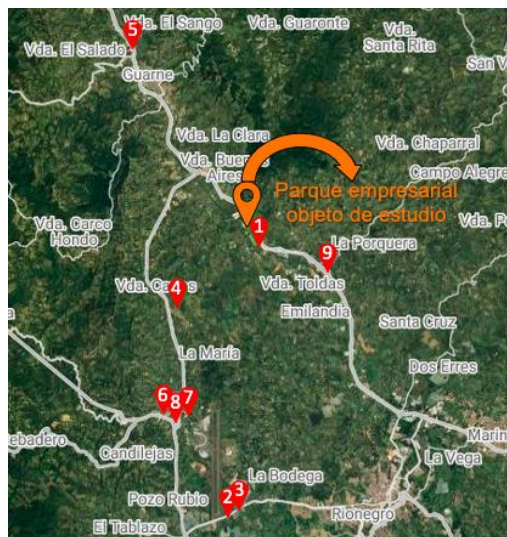 Vda. El Sango
Vda. Guaronte
5
Vda. El Salado
Vda.
Santa Rita
San V
Guarne
Vda. La Clara
Vda. Chaparral
Vda. Buenos
Aires
Campo Alegre
Parque empresarial
objeto de estudio
Vda. Carco
Hondo
1
La Porquera
9
Vda. Toldas
4
Emilandia
Santa Cruz
La María
Dos Erres
6
8
7
Marin
Candilejas
La Vega
La Bodega
2
3
Pozo Rubio
Rionegro
El Tablazo